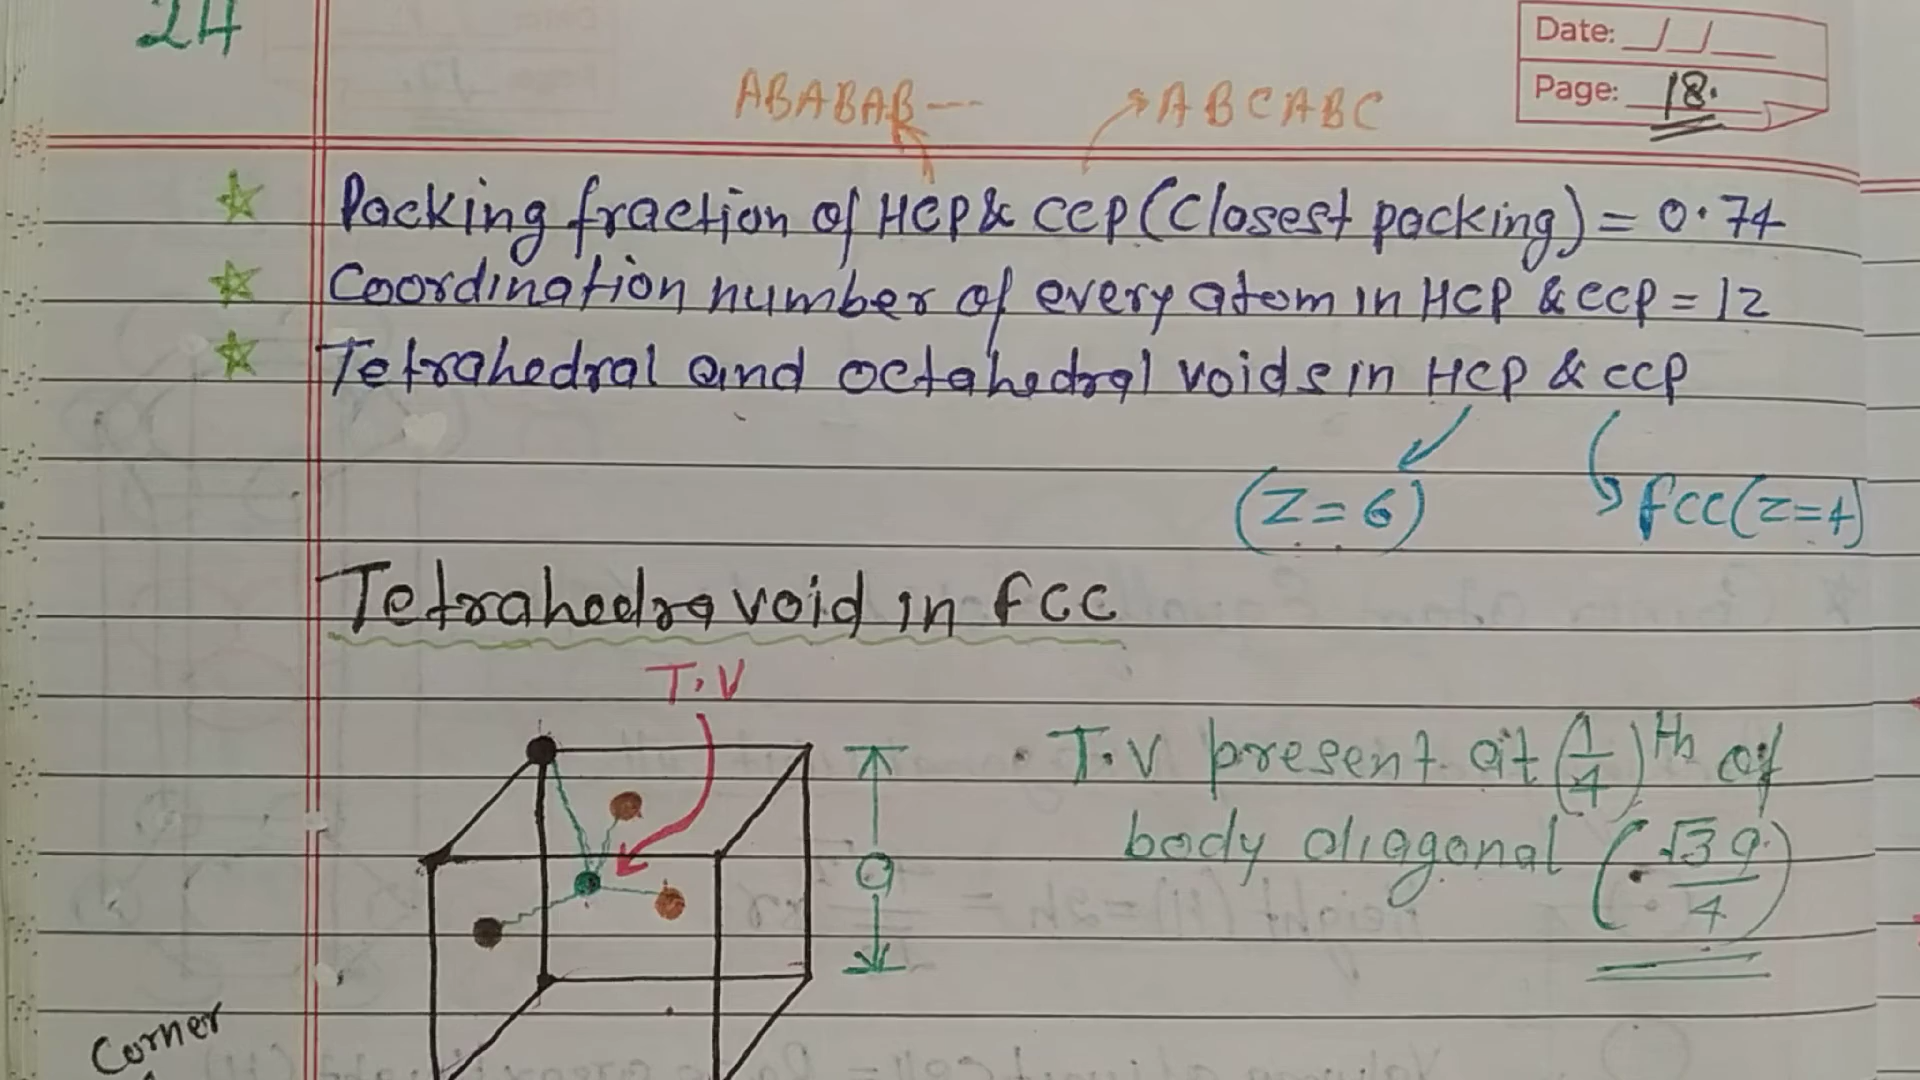 24
Date: _/_/__
Page: 18.
ABABAB---
ABCABC
Packing fraction of HCP & CCP (Closest packing) = 0.74
Coordination number of every atom in HCP & CCP = 12
Tetrahedral and octahedral voids in HCP & CCP
(Z=6)
fcc(Z=4)
Tetrahedra void in fcc
T.V
• T.V present at (1/4)th of
body diagonal (√3a/4)
a
Corner